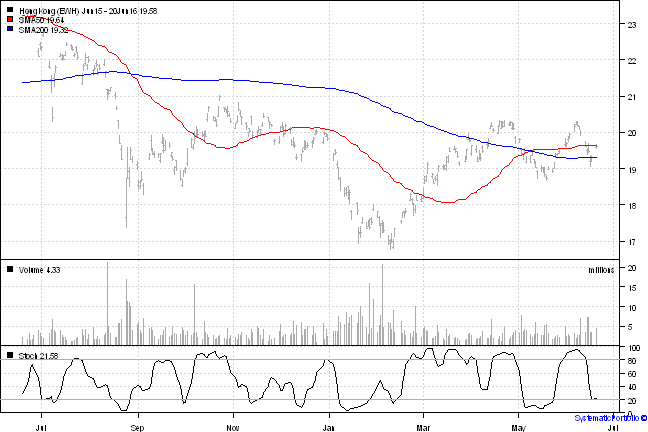 Hong Kong (EWH) Jun15 - 20Jun16 19.58
SMA50 19.64
SMA200 19.32
23
22
21
20
19
18
17
Volume 4.33
millions
20
15
10
5
Stoch 21.58
100
80
60
40
20
0
Jul
Sep
Nov
Jan
Mar
May
Jul
SystematicPortfolio ©